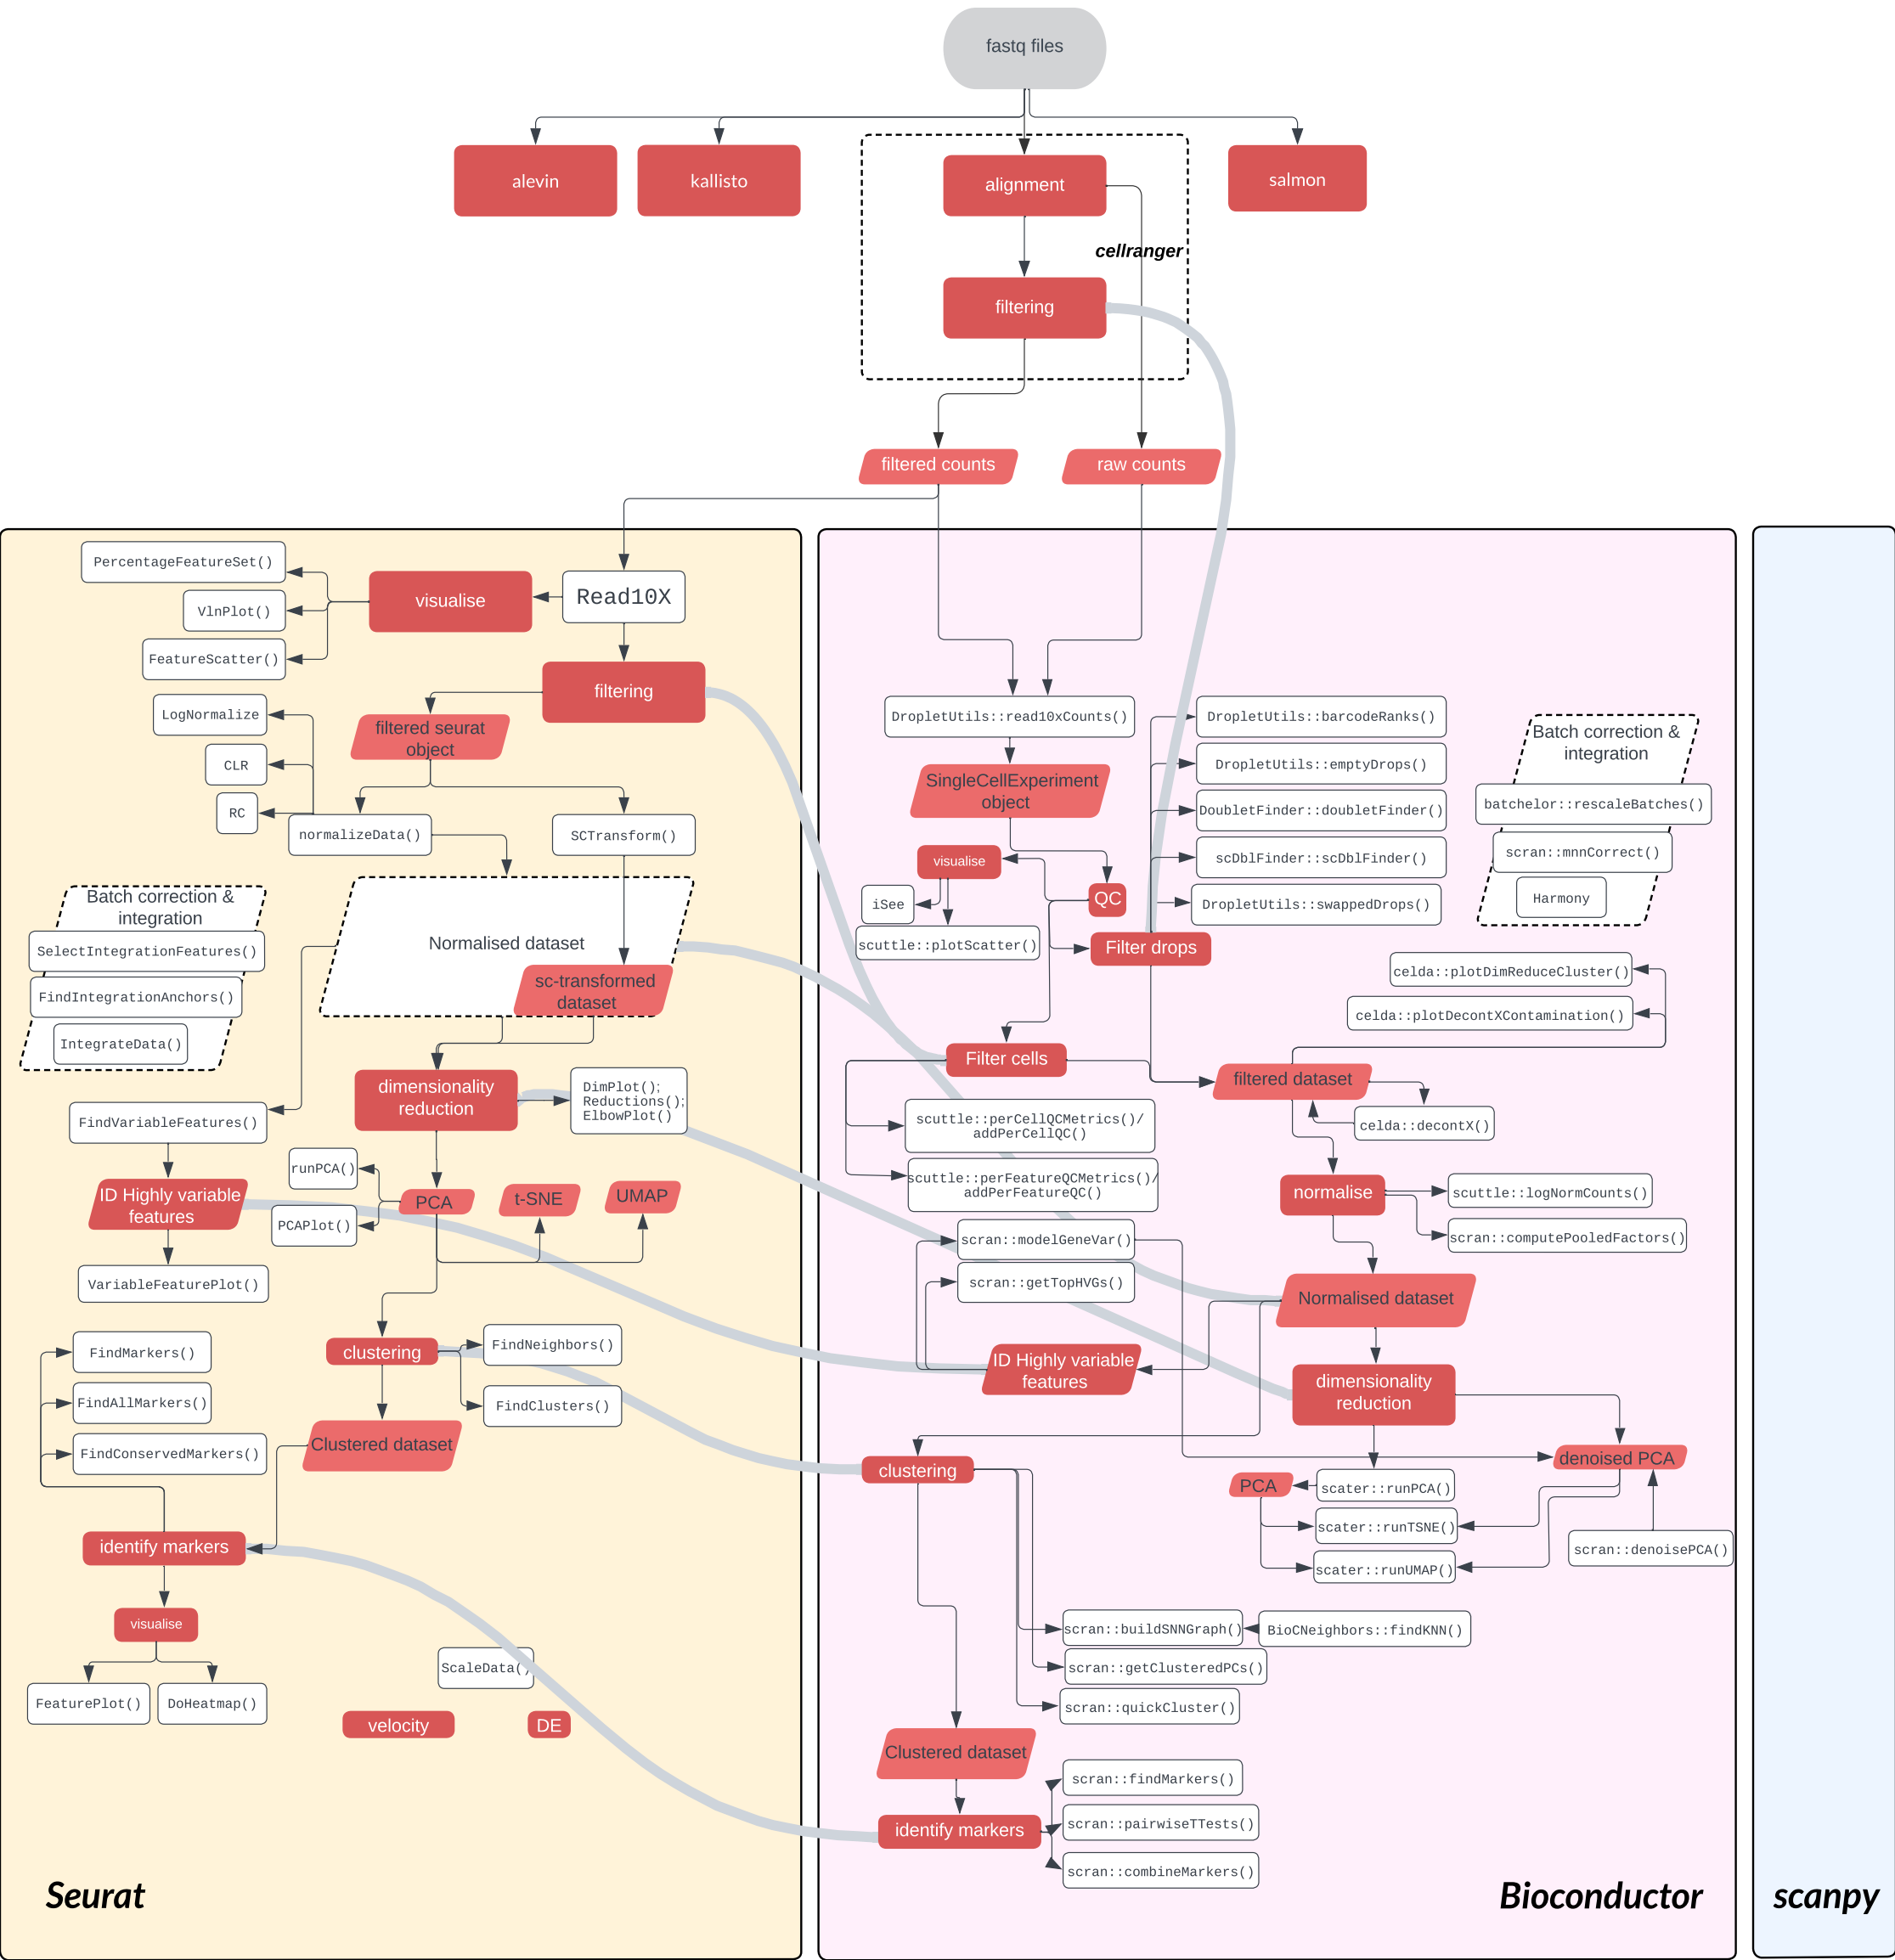 fastq files
alevin
kallisto
alignment
salmon
cellranger
filtering
filtered counts
raw counts
PercentageFeatureSet()
VlnPlot()
FeatureScatter()
visualise
Read10X
filtering
LogNormalize
CLR
RC
filtered seurat
object
normalizeData()
SCTransform()
Batch correction &
integration
SelectIntegrationFeatures()
FindIntegrationAnchors()
IntegrateData()
Normalised dataset
sc-transformed
dataset
dimensionality
reduction
DimPlot();
Reductions();
ElbowPlot()
FindVariableFeatures()
runPCA()
ID Highly variable
features
PCAPlot()
PCA
t-SNE
UMAP
VariableFeaturePlot()
FindMarkers()
FindAllMarkers()
FindConservedMarkers()
clustering
FindNeighbors()
FindClusters()
Clustered dataset
identify markers
visualise
FeaturePlot()
DoHeatmap()
ScaleData()
velocity
DE
Seurat
DropletUtils::read10xCounts()
SingleCellExperiment
object
visualise
iSee
scuttle::plotScatter()
QC
Filter drops
DropletUtils::barcodeRanks()
DropletUtils::emptyDrops()
DoubletFinder::doubletFinder()
scDblFinder::scDblFinder()
DropletUtils::swappedDrops()
Batch correction &
integration
batchelor::rescaleBatches()
scran::mnnCorrect()
Harmony
celda::plotDimReduceCluster()
celda::plotDecontXContamination()
Filter cells
filtered dataset
celda::decontX()
scuttle::perCellQCMetrics()/
addPerCellQC()
scuttle::perFeatureQCMetrics()/
addPerFeatureQC()
normalise
scuttle::logNormCounts()
scran::computePooledFactors()
scran::modelGeneVar()
scran::getTopHVGs()
Normalised dataset
ID Highly variable
features
dimensionality
reduction
clustering
denoised PCA
PCA
scater::runPCA()
scater::runTSNE()
scater::runUMAP()
scran::denoisePCA()
scran::buildSNNGraph()
BioCNeighbors::findKNN()
scran::getClusteredPCs()
scran::quickCluster()
Clustered dataset
identify markers
scran::findMarkers()
scran::pairwiseTTests()
scran::combineMarkers()
Bioconductor
scanpy